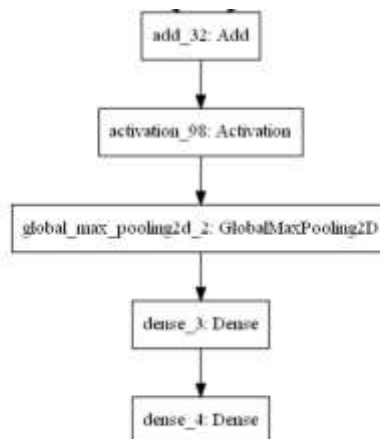 add_32: Add
activation_98: Activation
global_max_pooling2d_2: GlobalMaxPooling2D
dense_3: Dense
dense_4: Dense